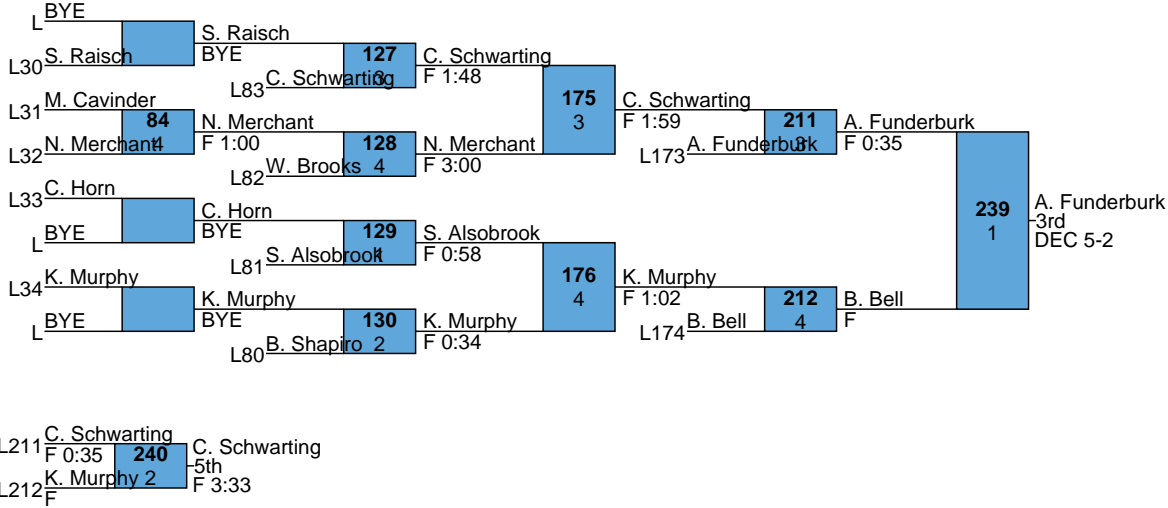 L BYE
L30 S. Raisch
S. Raisch
BYE
127
3
L83 C. Schwarting
C. Schwarting
F 1:48
L31 M. Cavinder
84
4
L32 N. Merchant
N. Merchant
F 1:00
128
4
L82 W. Brooks
N. Merchant
F 3:00
175
3
C. Schwarting
F 1:59
211
3
L173 A. Funderburk
A. Funderburk
F 0:35
L33 C. Horn
L BYE
C. Horn
BYE
129
1
L81 S. Alsobrook
S. Alsobrook
F 0:58
L34 K. Murphy
L BYE
K. Murphy
BYE
130
2
L80 B. Shapiro
K. Murphy
F 0:34
176
4
K. Murphy
F 1:02
212
4
L174 B. Bell
B. Bell
F
239
1
A. Funderburk
3rd
DEC 5-2
L211 C. Schwarting
F 0:35
240
2
L212 K. Murphy
F
C. Schwarting
5th
F 3:33